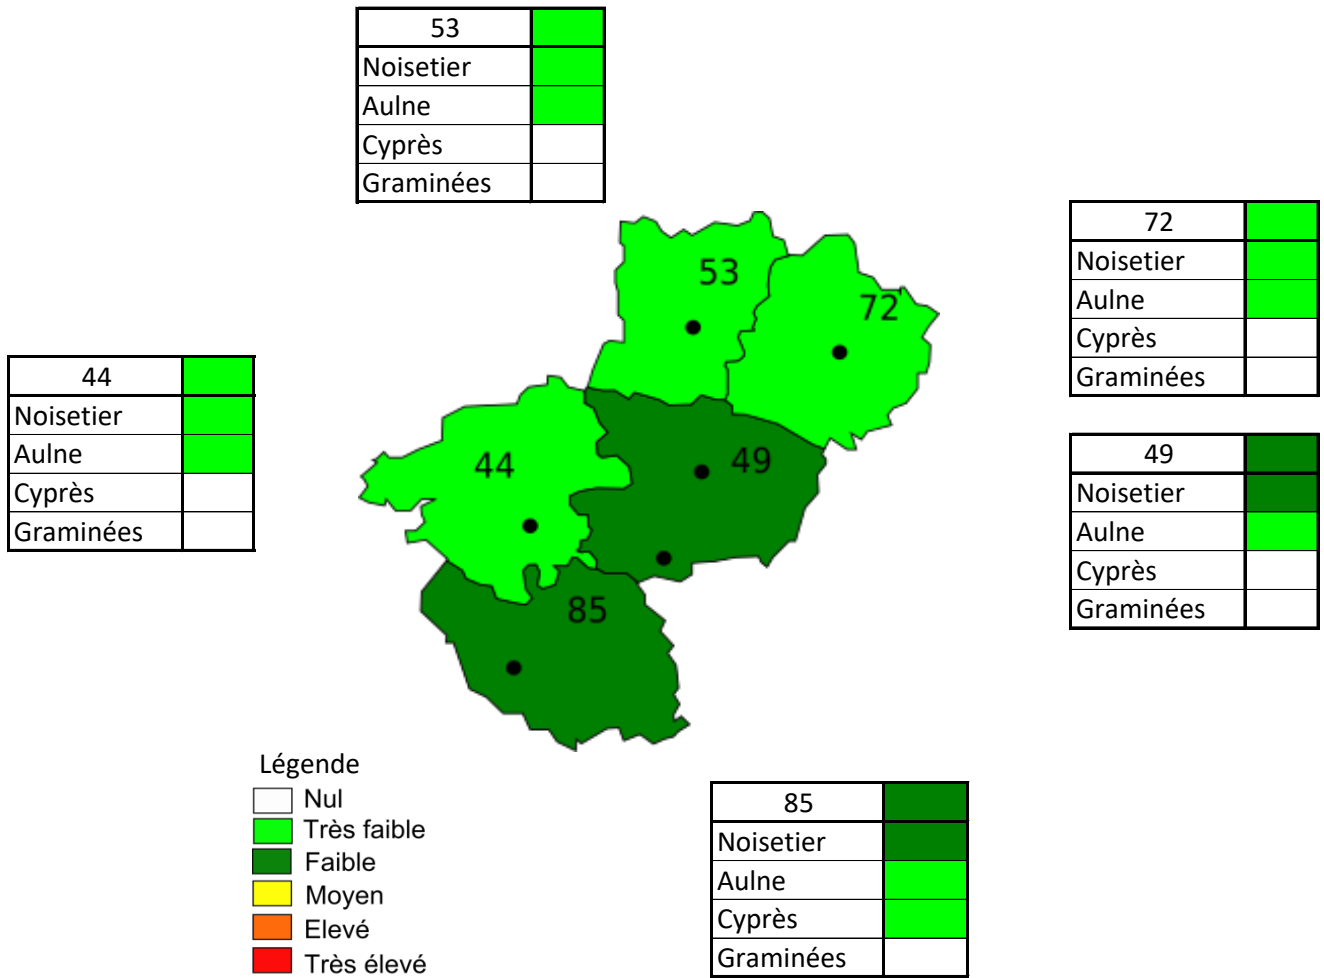 53
Noisetier
Aulne
Cyprès
Graminées
72
Noisetier
Aulne
Cyprès
Graminées
53
72
44
Noisetier
Aulne
Cyprès
Graminées
44
49
49
Noisetier
Aulne
Cyprès
Graminées
85
Légende
Nul
Très faible
Faible
Moyen
Elevé
Très élevé
85
Noisetier
Aulne
Cyprès
Graminées